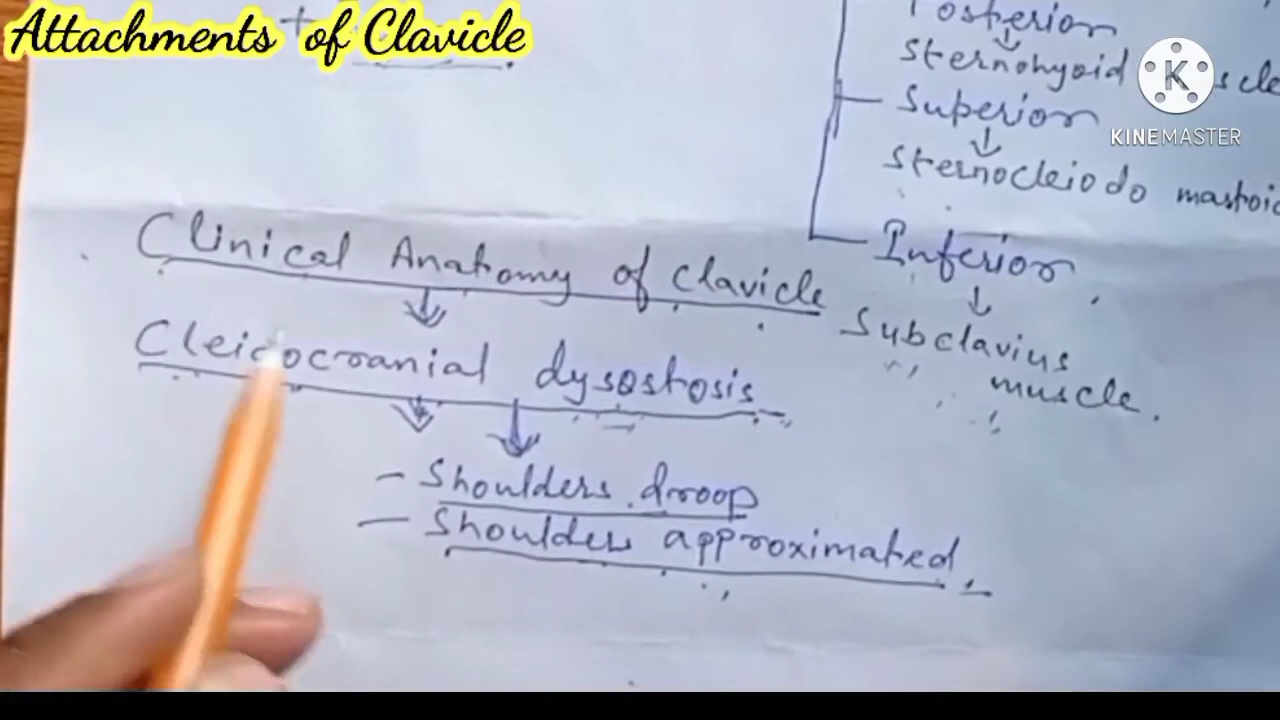 Attachments of Clavicle
Posterior
Sternohyoid
Superior
Sternocleiodo mastoid
Inferior
Subclavius
muscle.
KINEMASTER
Clinical Anatomy of Clavicle
Cleidocranial dysostosis
- Shoulders droop
- Shoulders approximated